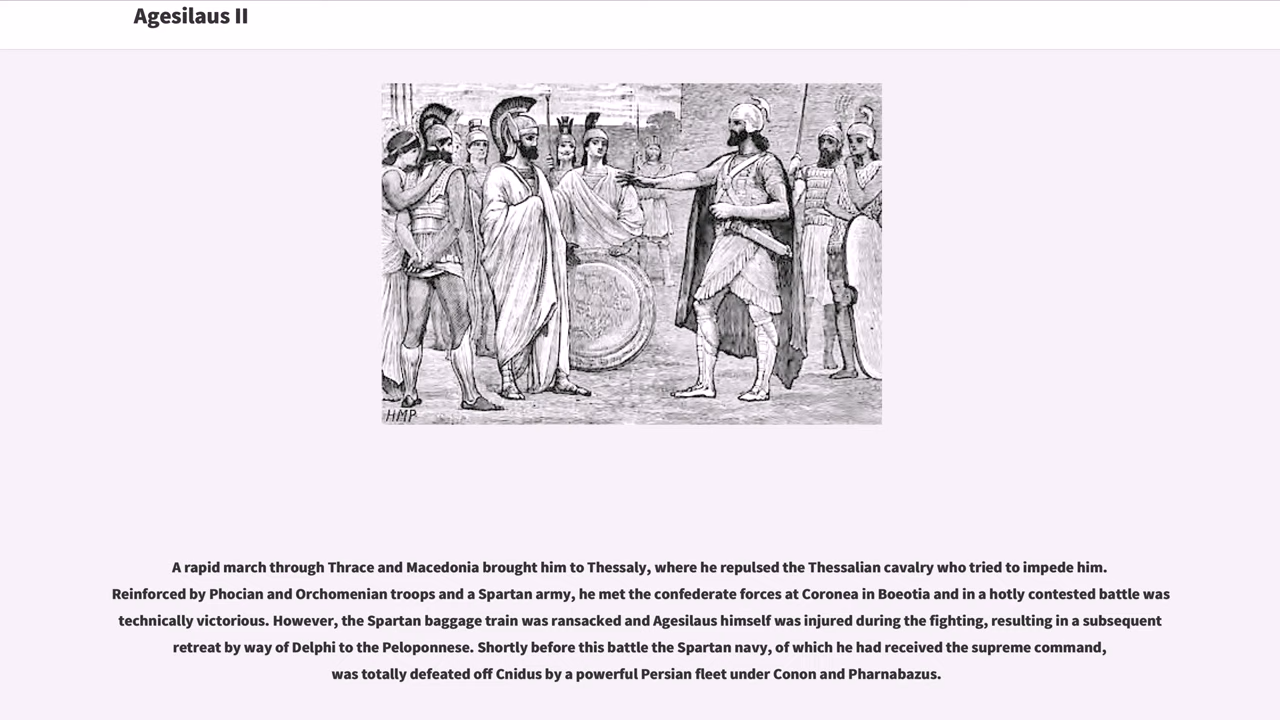 Agesilaus II
HMP
A rapid march through Thrace and Macedonia brought him to Thessaly, where he repulsed the Thessalian cavalry who tried to impede him.
Reinforced by Phocian and Orchomenian troops and a Spartan army, he met the confederate forces at Coronea in Boeotia and in a hotly contested battle was
technically victorious. However, the Spartan baggage train was ransacked and Agesilaus himself was injured during the fighting, resulting in a subsequent
retreat by way of Delphi to the Peloponnese. Shortly before this battle the Spartan navy, of which he had received the supreme command,
was totally defeated off Cnidus by a powerful Persian fleet under Conon and Pharnabazus.